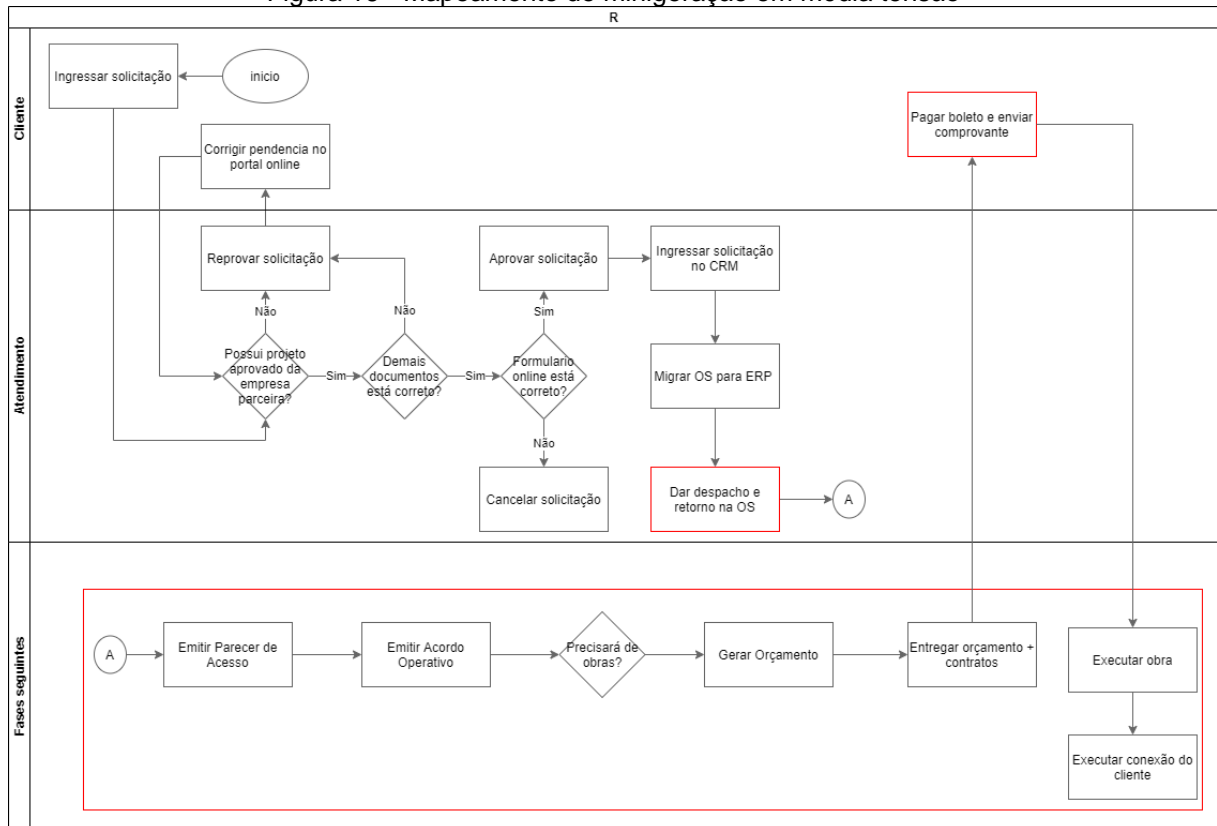 R
Cliente
Ingressar solicitação
inicio
Pagar boleto e enviar
comprovante
Corrigir pendencia no
portal online
Atendimento
Reprovar solicitação
Aprovar solicitação
Ingressar solicitação
no CRM
Não
Não
Sim
Possui projeto
aprovado da
empresa
parceira?
Sim
Demais
documentos
está correto?
Sim
Formulario
online está
correto?
Migrar OS para ERP
Não
Cancelar solicitação
Dar despacho e
retorno na OS
A
Fases seguintes
A
Emitir Parecer de
Acesso
Emitir Acordo
Operativo
Precisará de
obras?
Gerar Orçamento
Entregar orçamento +
contratos
Executar obra
Executar conexão do
cliente